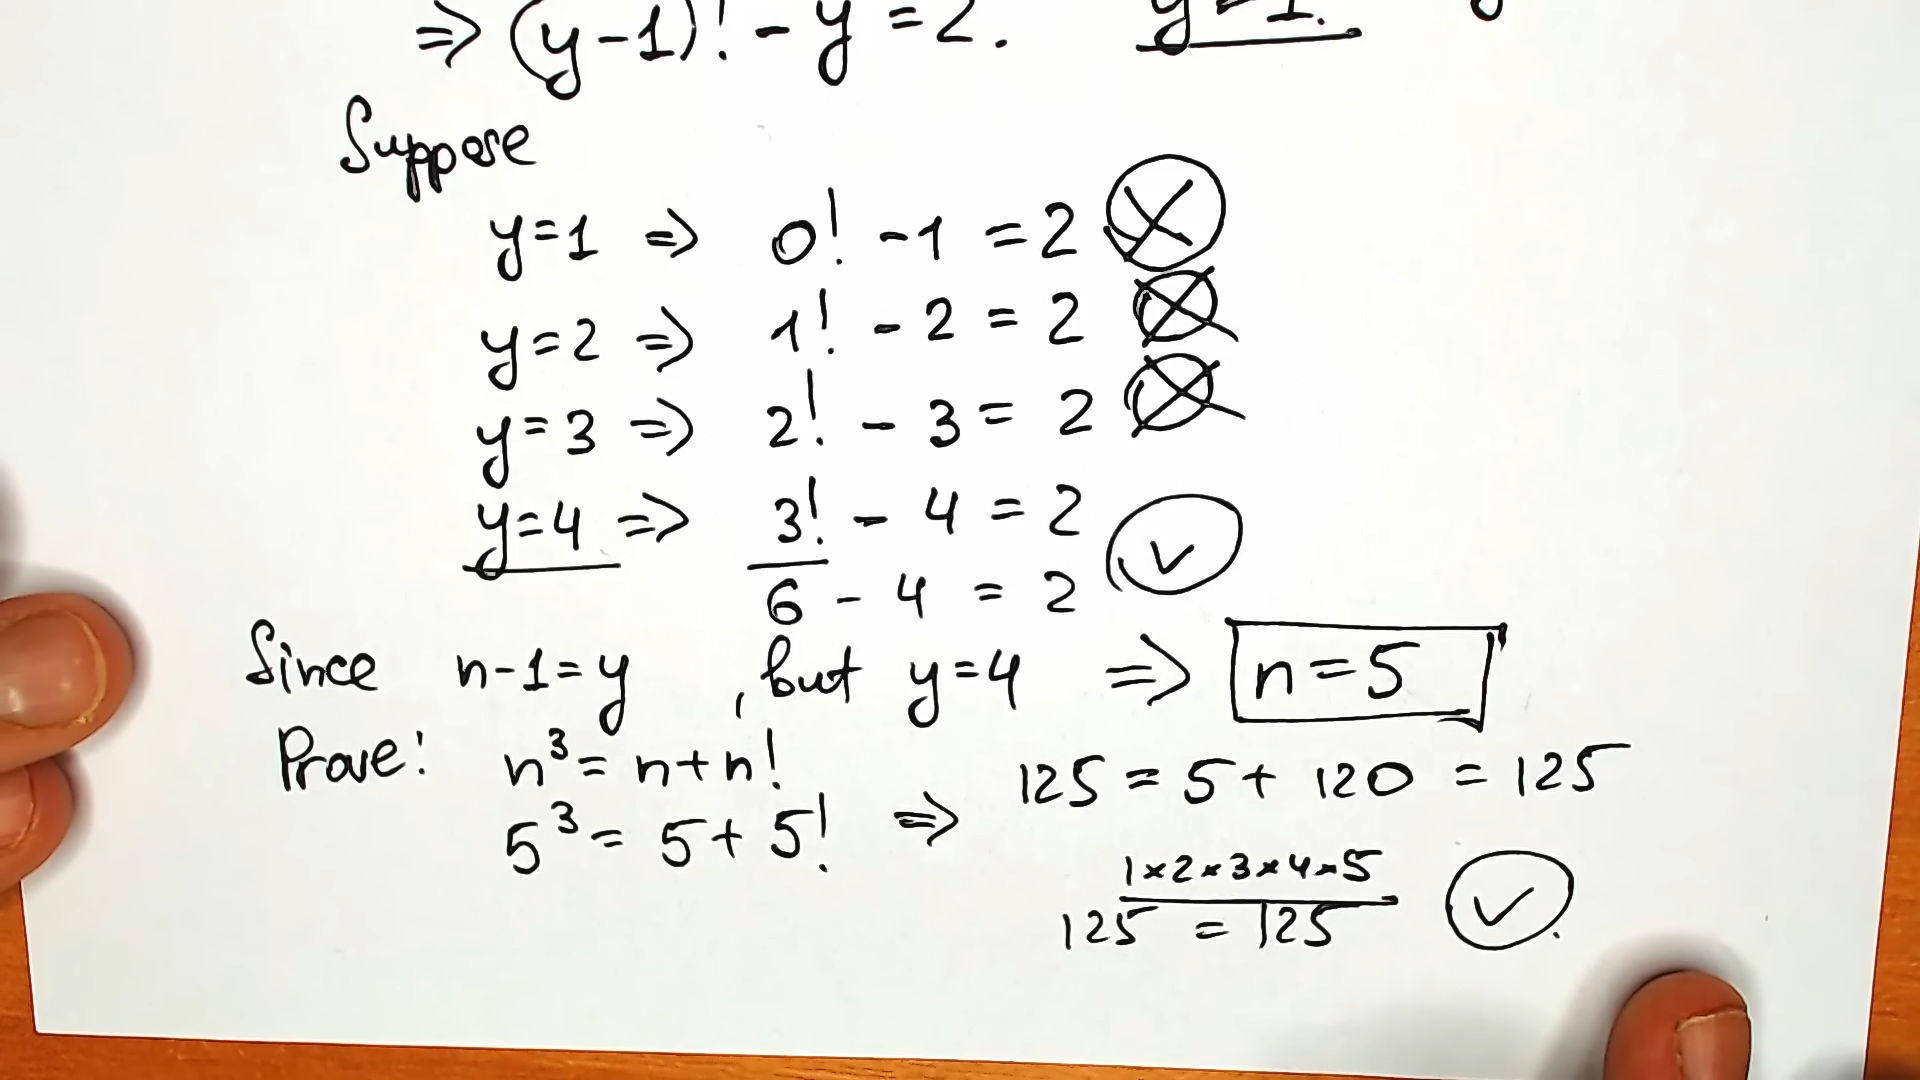 => (y-1)! - y = 2. y = 1.
Suppose
y=1 => 0! - 1 = 2
y=2 => 1! - 2 = 2
y=3 => 2! - 3 = 2
y=4 => 3! - 4 = 2
6 - 4 = 2
Since n-1=y , but y=4 => n=5
Prove: n³ = n+n!
125 = 5 + 120 = 125
5³ = 5 + 5! =>
1×2×3×4×5
125 = 125